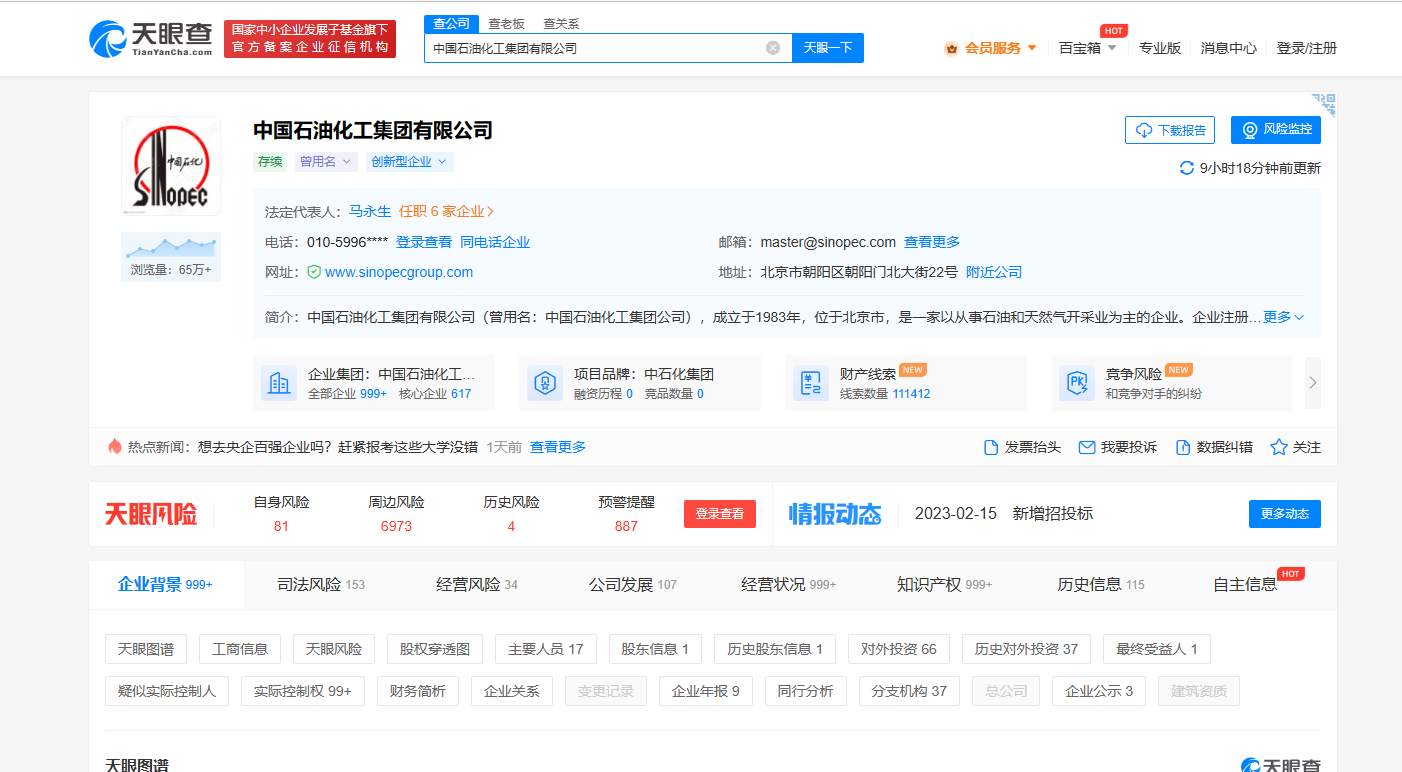 天眼查
TianYanCha.com
国家中小企业发展子基金旗下
官方备案企业征信机构
查公司 查老板 查关系
中国石油化工集团有限公司 天眼一下
会员服务 百宝箱 HOT 专业版 消息中心 登录/注册
中国石油化工集团有限公司
下载报告 风险监控
存续 曾用名 创新型企业
9小时18分钟前更新
中国石化
SINOPEC
浏览量：65万+
法定代表人：马永生 任职 6 家企业
电话：010-5996**** 登录查看 同电话企业 邮箱：master@sinopec.com 查看更多
网址：www.sinopecgroup.com 地址：北京市朝阳区朝阳门北大街22号 附近公司
简介：中国石油化工集团有限公司（曾用名：中国石油化工集团公司），成立于1983年，位于北京市，是一家以从事石油和天然气开采业为主的企业。企业注册...更多
企业集团：中国石油化工... 项目品牌：中石化集团 财产线索 NEW PK 竞争风险 NEW
全部企业 999+ 核心企业 617 融资历程 0 竞品数量 0 线索数量 111412 和竞争对手的纠纷
热点新闻：想去央企百强企业吗？赶紧报考这些大学没错 1天前 查看更多 发票抬头 我要投诉 数据纠错 关注
天眼风险 自身风险 周边风险 历史风险 预警提醒 登录查看 情报动态 2023-02-15 新增招投标 更多动态
81 6973 4 887
企业背景 999+ 司法风险 153 经营风险 34 公司发展 107 经营状况 999+ 知识产权 999+ 历史信息 115 自主信息 HOT
天眼图谱 工商信息 天眼风险 股权穿透图 主要人员 17 股东信息 1 历史股东信息 1 对外投资 66 历史对外投资 37 最终受益人 1
疑似实际控制人 实际控制权 99+ 财务简析 企业关系 变更记录 企业年报 9 同行分析 分支机构 37 总公司 企业公示 3 建筑资质
天眼图谱 天眼查